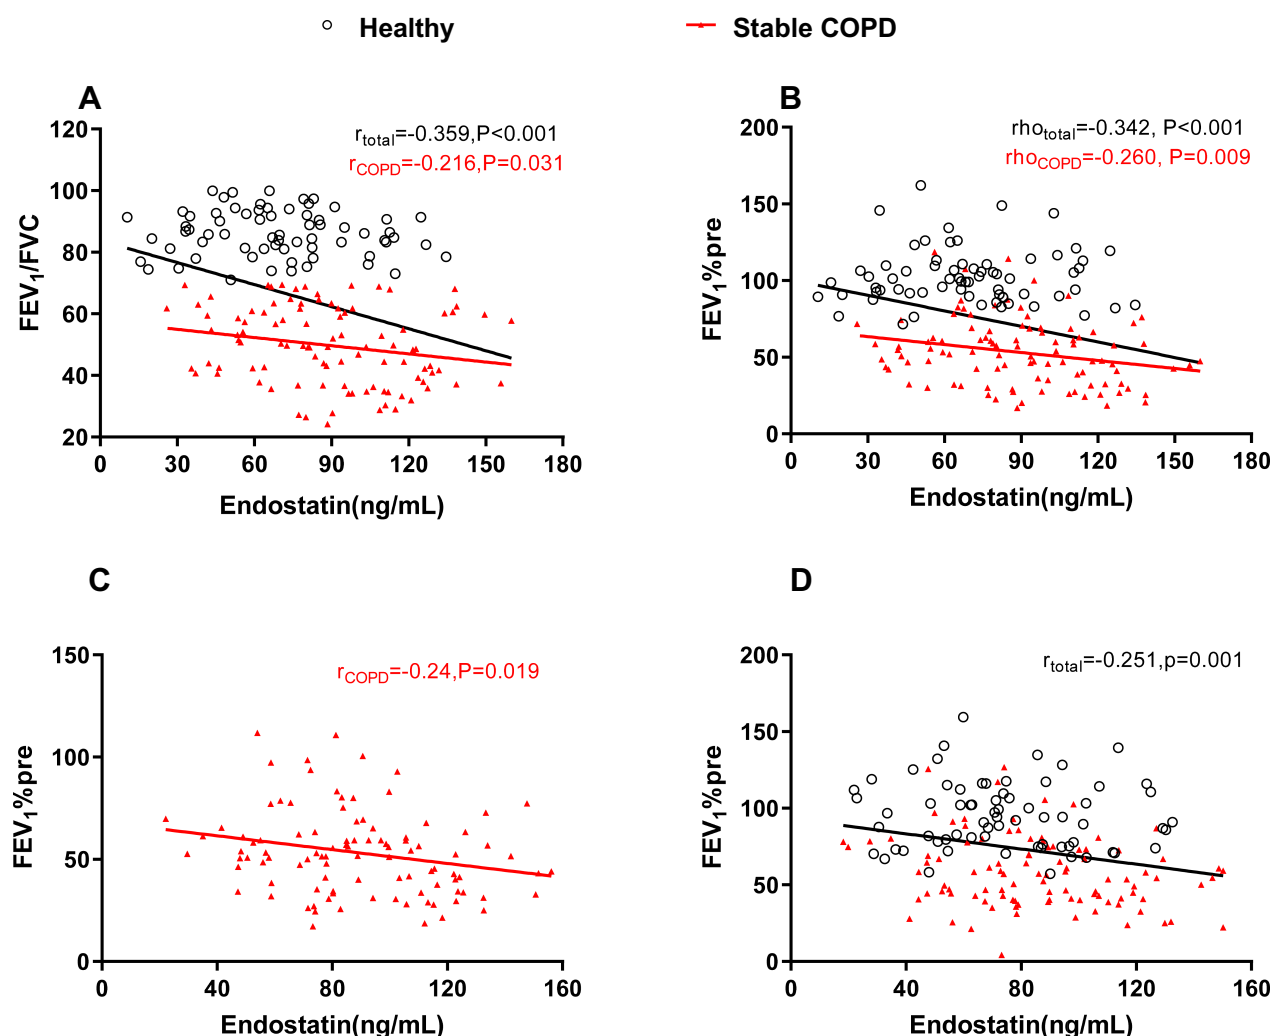 Healthy
Stable COPD
A
rtotal=-0.359,P<0.001
rCOPD=-0.216,P=0.031
FEV1/FVC
120
100
80
60
40
20
0 30 60 90 120 150 180
Endostatin(ng/mL)
B
rhototal=-0.342, P<0.001
rhoCOPD=-0.260, P=0.009
FEV1%pre
200
150
100
50
0
0 30 60 90 120 150 180
Endostatin(ng/mL)
C
rCOPD=-0.24,P=0.019
FEV1%pre
150
100
50
0
0 40 80 120 160
Endostatin(ng/mL)
D
rtotal=-0.251,p=0.001
FEV1%pre
200
150
100
50
0
0 40 80 120 160
Endostatin(ng/mL)